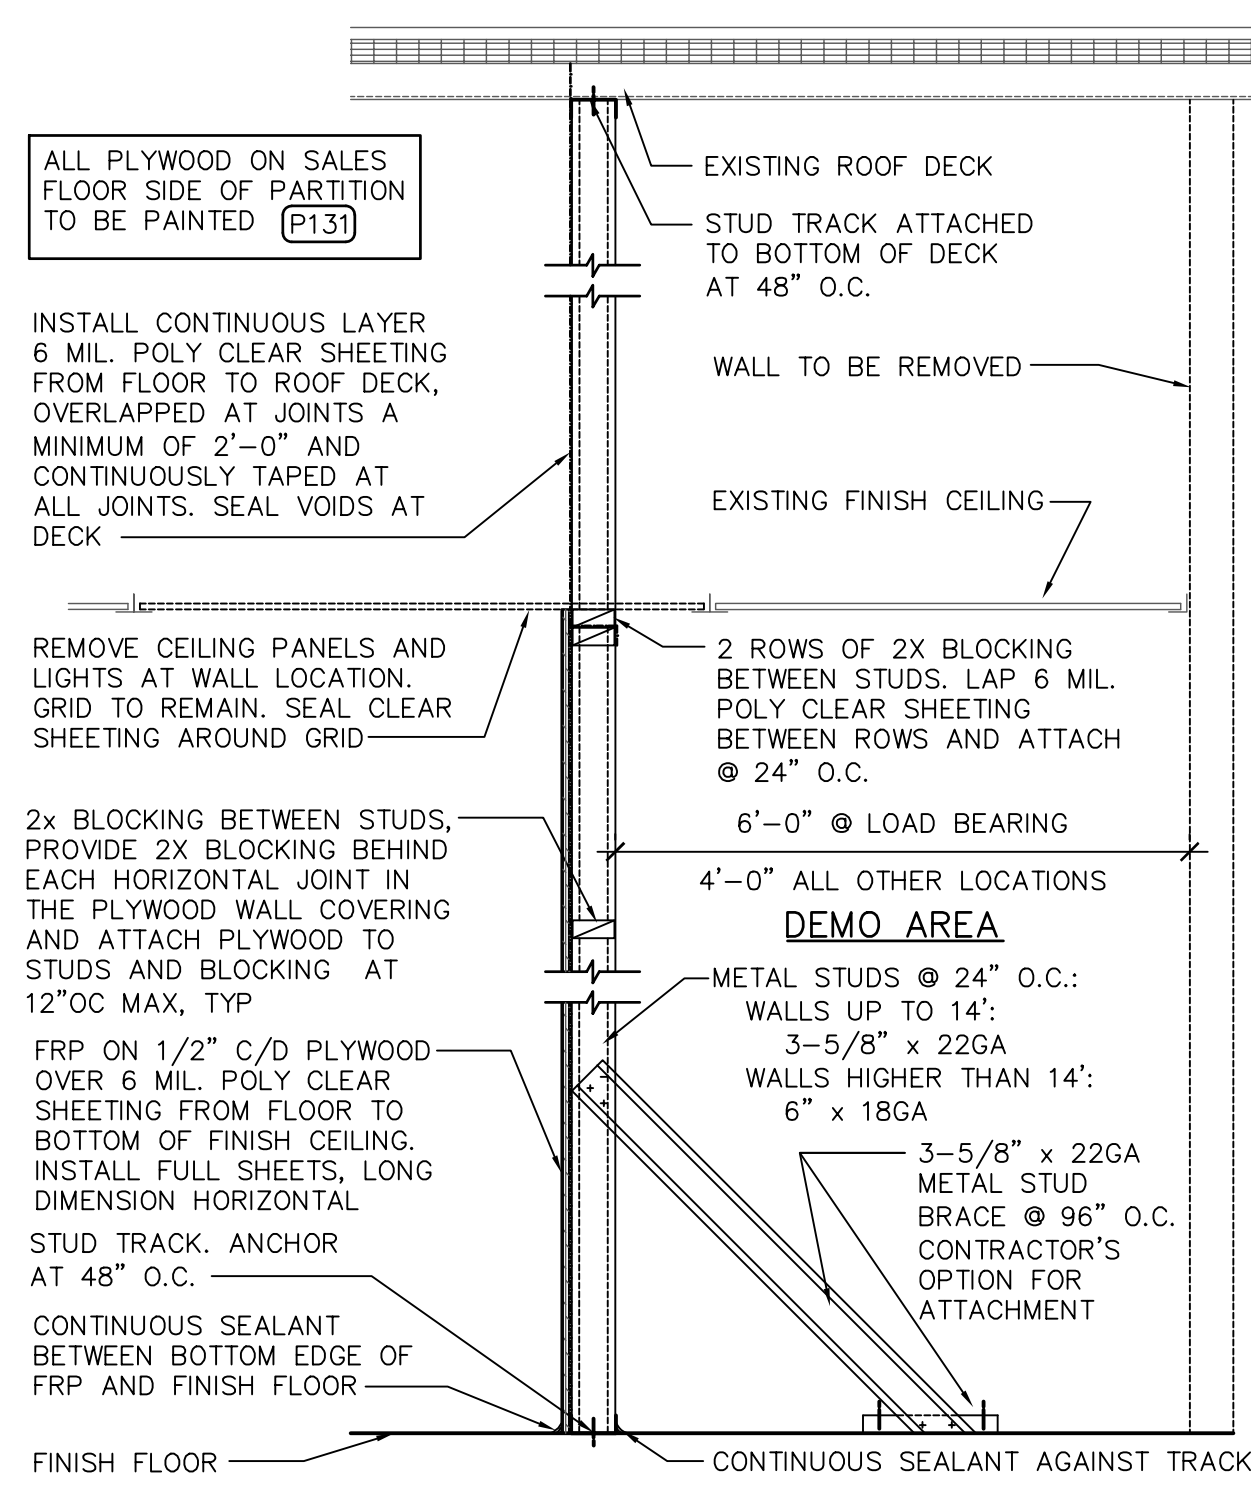 ALL PLYWOOD ON SALES
FLOOR SIDE OF PARTITION
TO BE PAINTED P131
EXISTING ROOF DECK
STUD TRACK ATTACHED
TO BOTTOM OF DECK
AT 48" O.C.
INSTALL CONTINUOUS LAYER
6 MIL. POLY CLEAR SHEETING
FROM FLOOR TO ROOF DECK,
OVERLAPPED AT JOINTS A
MINIMUM OF 2'-0" AND
CONTINUOUSLY TAPED AT
ALL JOINTS. SEAL VOIDS AT
DECK
WALL TO BE REMOVED
EXISTING FINISH CEILING
REMOVE CEILING PANELS AND
LIGHTS AT WALL LOCATION.
GRID TO REMAIN. SEAL CLEAR
SHEETING AROUND GRID
2 ROWS OF 2X BLOCKING
BETWEEN STUDS. LAP 6 MIL.
POLY CLEAR SHEETING
BETWEEN ROWS AND ATTACH
@ 24" O.C.
2x BLOCKING BETWEEN STUDS,
PROVIDE 2X BLOCKING BEHIND
EACH HORIZONTAL JOINT IN
THE PLYWOOD WALL COVERING
AND ATTACH PLYWOOD TO
STUDS AND BLOCKING AT
12"OC MAX, TYP
6'-0" @ LOAD BEARING
4'-0" ALL OTHER LOCATIONS
DEMO AREA
METAL STUDS @ 24" O.C.:
WALLS UP TO 14':
3-5/8" x 22GA
WALLS HIGHER THAN 14':
6" x 18GA
FRP ON 1/2" C/D PLYWOOD
OVER 6 MIL. POLY CLEAR
SHEETING FROM FLOOR TO
BOTTOM OF FINISH CEILING.
INSTALL FULL SHEETS, LONG
DIMENSION HORIZONTAL
3-5/8" x 22GA
METAL STUD
BRACE @ 96" O.C.
CONTRACTOR'S
OPTION FOR
ATTACHMENT
STUD TRACK. ANCHOR
AT 48" O.C.
CONTINUOUS SEALANT
BETWEEN BOTTOM EDGE OF
FRP AND FINISH FLOOR
FINISH FLOOR
CONTINUOUS SEALANT AGAINST TRACK